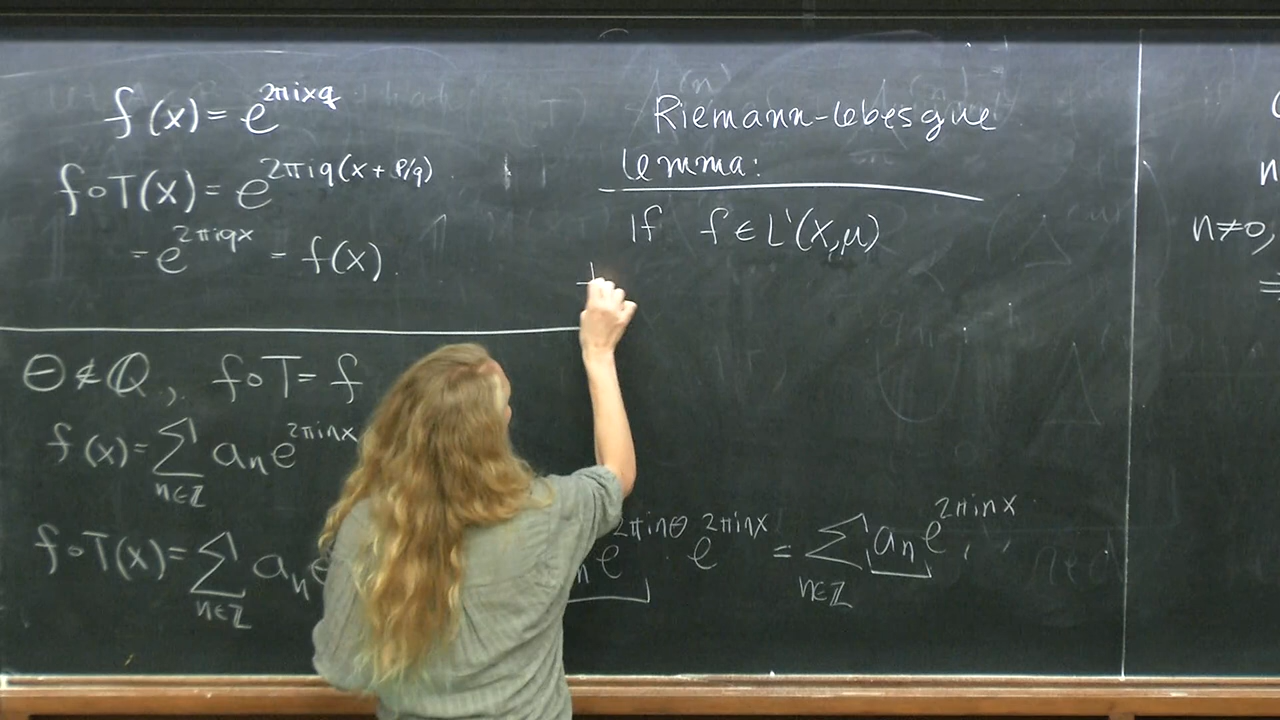 f(x) = e^{2πixq}
f∘T(x) = e^{2πiq(x + p/q)}
= e^{2πiqx} = f(x).
Θ ∉ ℚ, f∘T = f
f(x) = ∑_{n∈ℤ} a_n e^{2πinx}
f∘T(x) = ∑_{n∈ℤ} a_n e
e^{2πinθ} · e^{2πinx} = ∑_{n∈ℤ} a_n e^{2πinx}
Riemann-Lebesgue
Lemma:
If f ∈ L¹(X,μ)
n
n≠0,
=